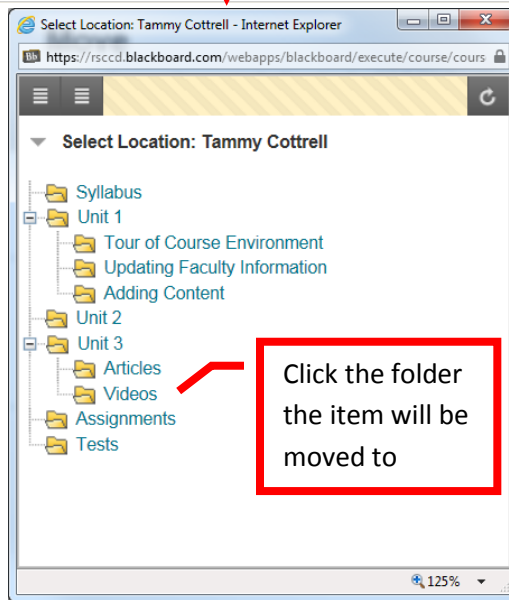 Select Location: Tammy Cottrell - Internet Explorer
Bb https://rsccd.blackboard.com/webapps/blackboard/execute/course/cours
Select Location: Tammy Cottrell
Syllabus
Unit 1
Tour of Course Environment
Updating Faculty Information
Adding Content
Unit 2
Unit 3
Articles
Videos
Assignments
Tests
Click the folder
the item will be
moved to
125%